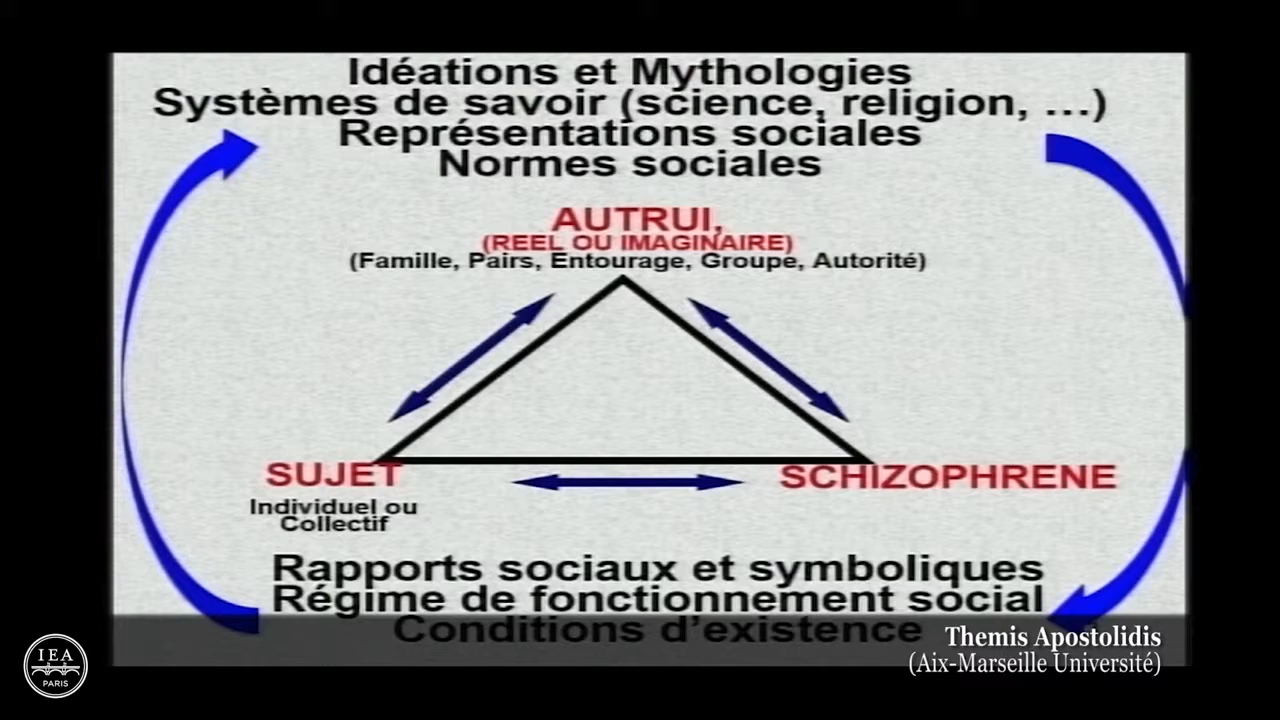 Idéations et Mythologies
Systèmes de savoir (science, religion, ...)
Représentations sociales
Normes sociales
AUTRUI,
(REEL OU IMAGINAIRE)
(Famille, Pairs, Entourage, Groupe, Autorité)
SUJET
SCHIZOPHRENE
Individuel ou
Collectif
Rapports sociaux et symboliques
Régime de fonctionnement social
Conditions d'existence
Themis Apostolidis
(Aix-Marseille Université)
IEA
PARIS